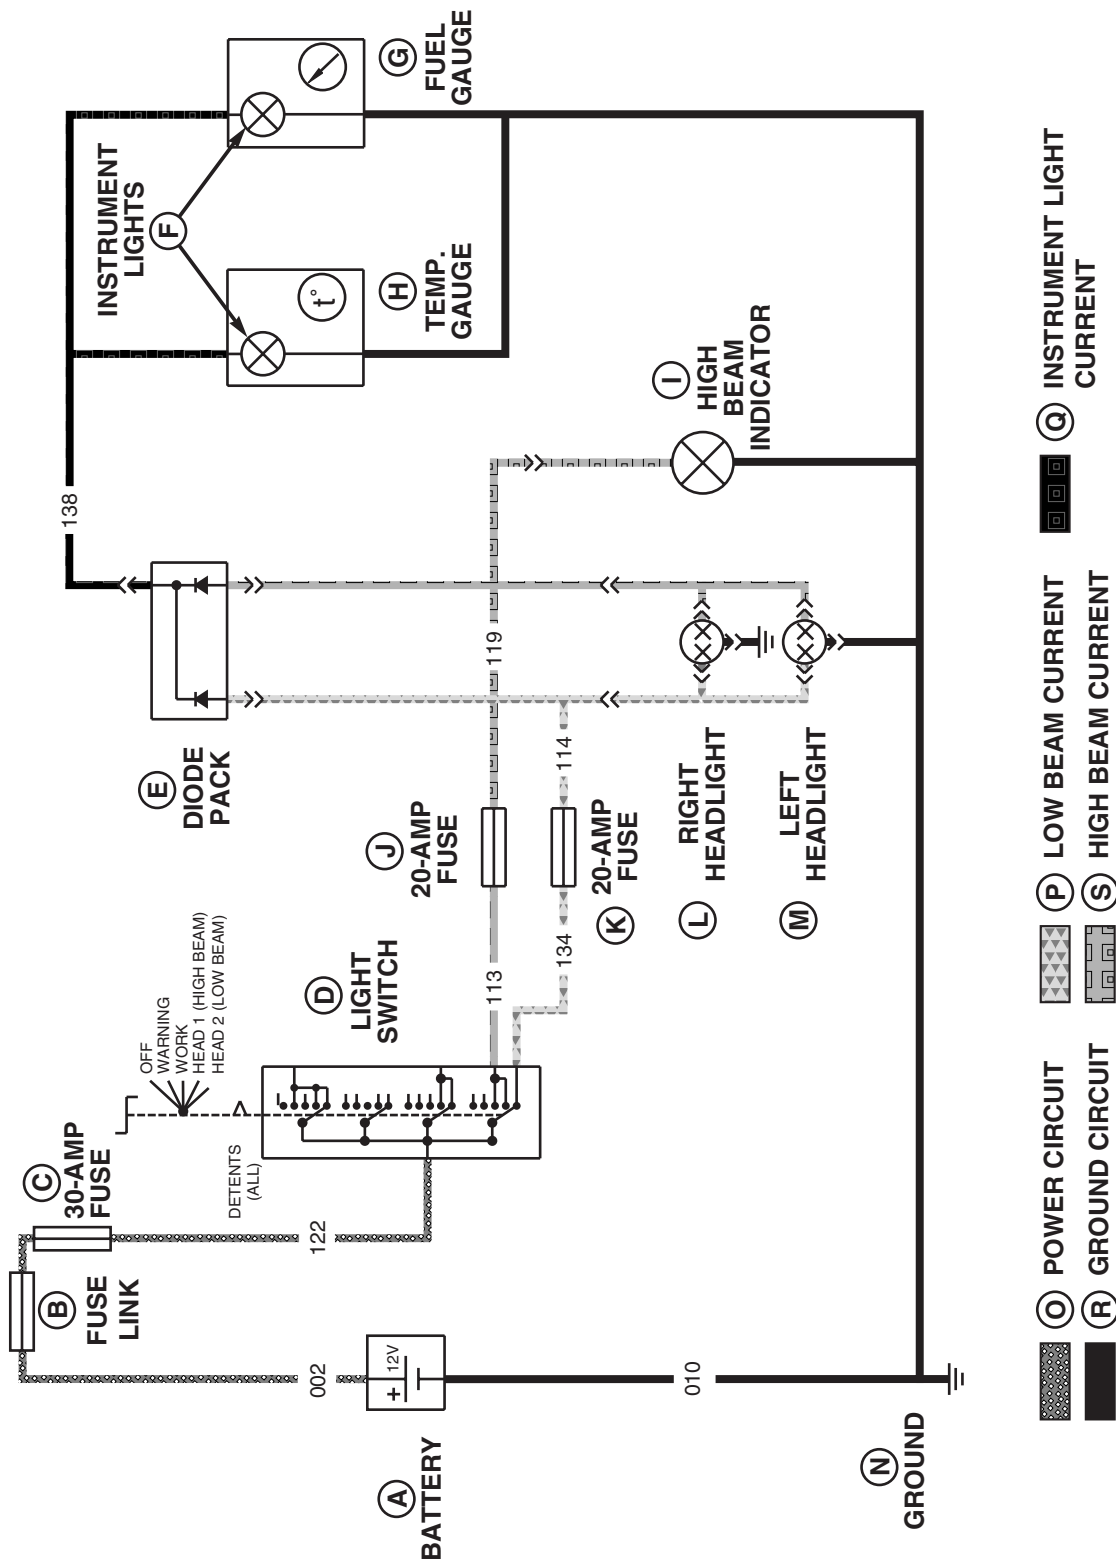 A
BATTERY
+
12V
002
010
N
GROUND
B
FUSE
LINK
C
30-AMP
FUSE
122
DETENTS
(ALL)
OFF
WARNING
WORK
HEAD 1 (HIGH BEAM)
HEAD 2 (LOW BEAM)
D
LIGHT
SWITCH
113
134
J
20-AMP
FUSE
20-AMP
FUSE
K
119
114
E
DIODE
PACK
L
RIGHT
HEADLIGHT
M
LEFT
HEADLIGHT
138
INSTRUMENT
LIGHTS
F
G
FUEL
GAUGE
t°
H
TEMP.
GAUGE
I
HIGH
BEAM
INDICATOR
O POWER CIRCUIT
R GROUND CIRCUIT
P LOW BEAM CURRENT
S HIGH BEAM CURRENT
Q INSTRUMENT LIGHT
CURRENT